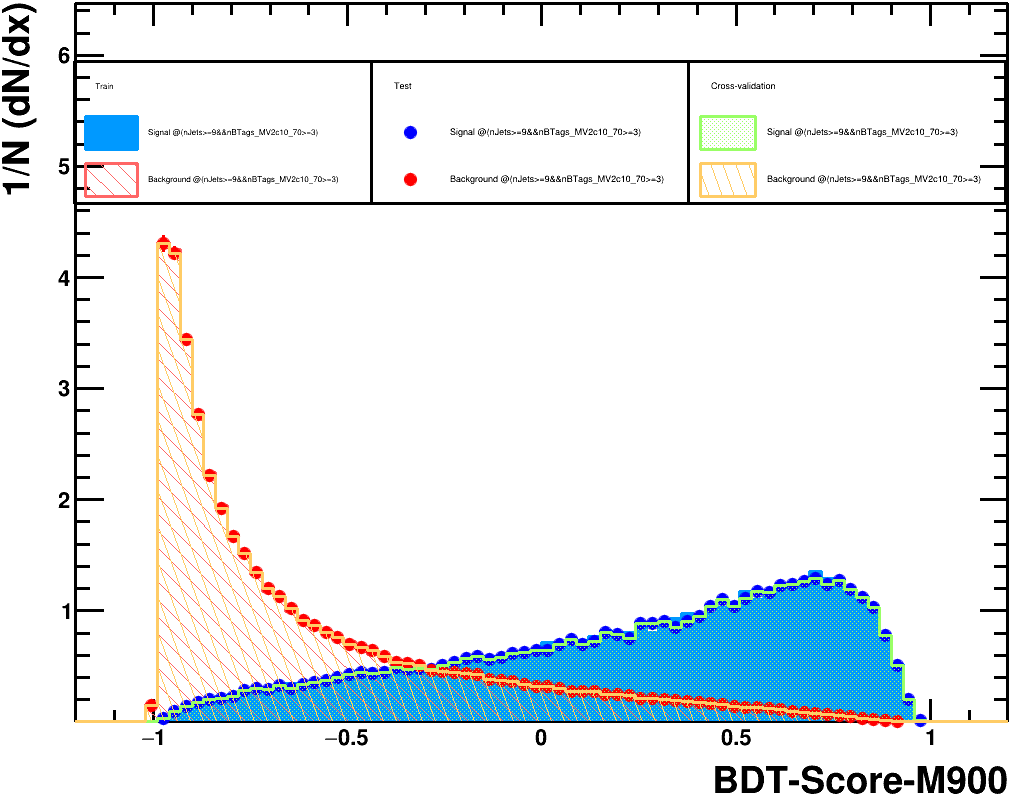 1/N (dN/dx)
6
Train
Test
Cross-validation
Signal @(nJets>=9&&nBTags_MV2c10_70>=3)
Signal @(nJets>=9&&nBTags_MV2c10_70>=3)
Signal @(nJets>=9&&nBTags_MV2c10_70>=3)
5
Background @(nJets>=9&&nBTags_MV2c10_70>=3)
Background @(nJets>=9&&nBTags_MV2c10_70>=3)
Background @(nJets>=9&&nBTags_MV2c10_70>=3)
4
3
2
1
−1 −0.5 0 0.5 1
BDT-Score-M900